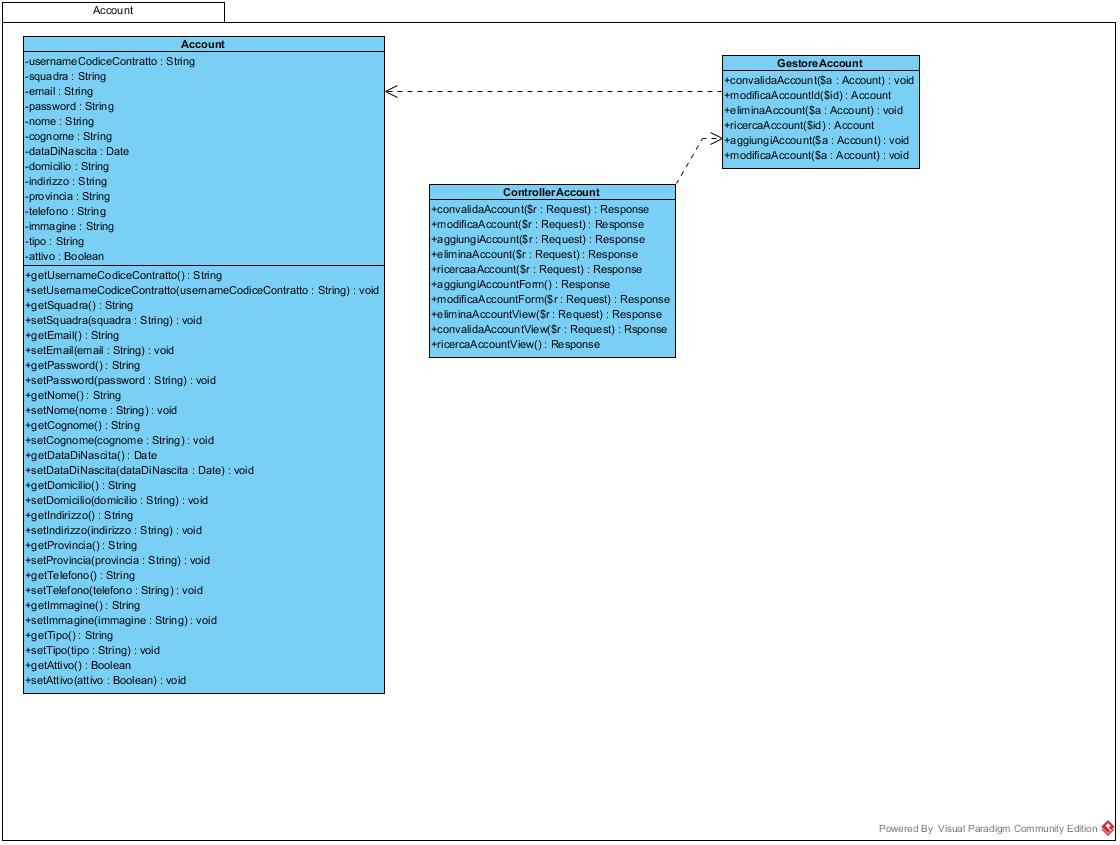 Account
Account
-usernameCodiceContratto : String
-squadra : String
-email : String
-password : String
-nome : String
-cognome : String
-dataDiNascita : Date
-domicilio : String
-indirizzo : String
-provincia : String
-telefono : String
-immagine : String
-tipo : String
-attivo : Boolean
+getUsernameCodiceContratto() : String
+setUsernameCodiceContratto(usernameCodiceContratto : String) : void
+getSquadra() : String
+setSquadra(squadra : String) : void
+getEmail() : String
+setEmail(email : String) : void
+getPassword() : String
+setPassword(password : String) : void
+getNome() : String
+setNome(nome : String) : void
+getCognome() : String
+setCognome(cognome : String) : void
+getDataDiNascita() : Date
+setDataDiNascita(dataDiNascita : Date) : void
+getDomicilio() : String
+setDomicilio(domicilio : String) : void
+getIndirizzo() : String
+setIndirizzo(indirizzo : String) : void
+getProvincia() : String
+setProvincia(provincia : String) : void
+getTelefono() : String
+setTelefono(telefono : String) : void
+getImmagine() : String
+setImmagine(immagine : String) : void
+getTipo() : String
+setTipo(tipo : String) : void
+getAttivo() : Boolean
+setAttivo(attivo : Boolean) : void
ControllerAccount
+convalidaAccount($r : Request) : Response
+modificaAccount($r : Request) : Response
+aggiungiAccount($r : Request) : Response
+eliminaAccount($r : Request) : Response
+ricercaaAccount($r : Request) : Response
+aggiungiAccountForm() : Response
+modificaAccountForm($r : Request) : Response
+eliminaAccountView($r : Request) : Response
+convalidaAccountView($r : Request) : Rsponse
+ricercaAccountView() : Response
GestoreAccount
+convalidaAccount($a : Account) : void
+modificaAccountId($id) : Account
+eliminaAccount($a : Account) : void
+ricercaAccount($id) : Account
+aggiungiAccount($a : Account) : void
+modificaAccount($a : Account) : void
Powered By Visual Paradigm Community Edition